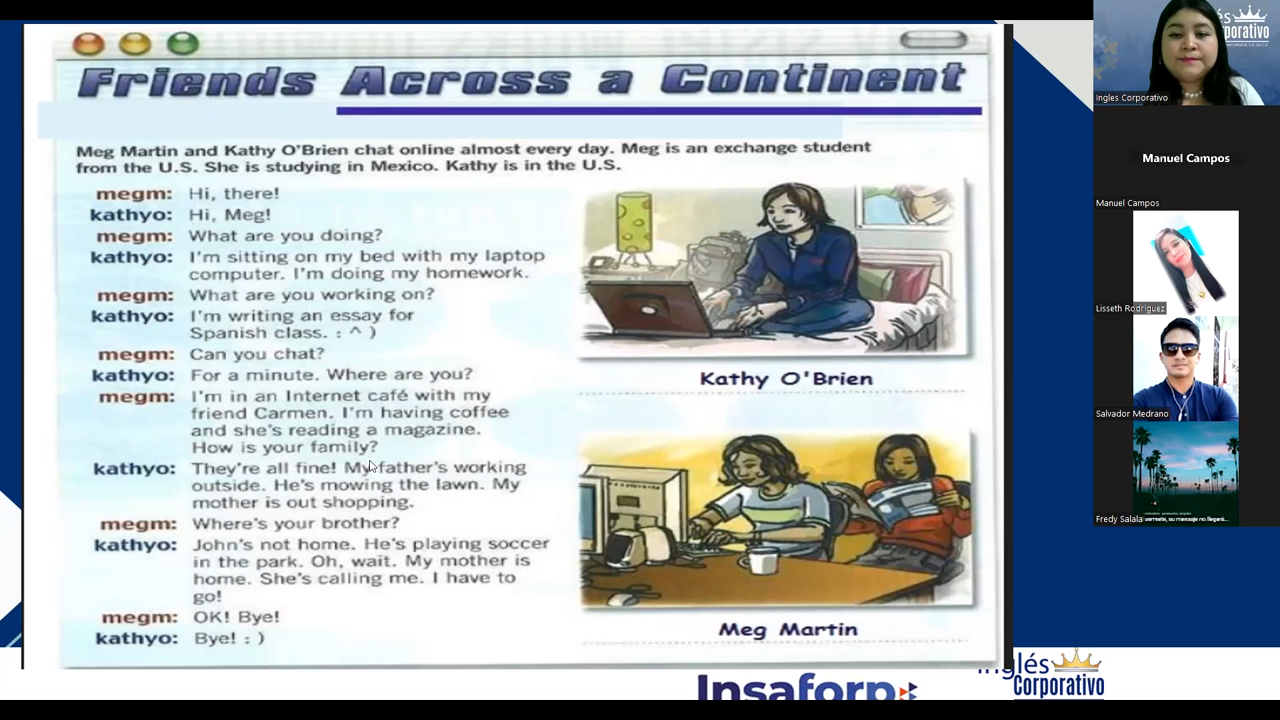 Friends Across a Continent
Meg Martin and Kathy O'Brien chat online almost every day. Meg is an exchange student
from the U.S. She is studying in Mexico. Kathy is in the U.S.
megm: Hi, there!
kathyo: Hi, Meg!
megm: What are you doing?
kathyo: I'm sitting on my bed with my laptop
computer. I'm doing my homework.
megm: What are you working on?
kathyo: I'm writing an essay for
Spanish class. : ^ )
megm: Can you chat?
kathyo: For a minute. Where are you?
megm: I'm in an Internet café with my
friend Carmen. I'm having coffee
and she's reading a magazine.
How is your family?
kathyo: They're all fine! My father's working
outside. He's mowing the lawn. My
mother is out shopping.
megm: Where's your brother?
kathyo: John's not home. He's playing soccer
in the park. Oh, wait. My mother is
home. She's calling me. I have to
go!
megm: OK! Bye!
kathyo: Bye! : )
Kathy O'Brien
Meg Martin
Insaforp
Inglés
Corporativo
Ingles Corporativo
Manuel Campos
Manuel Campos
Lisseth Rodriguez
Salvador Medrano
Fredy Salala